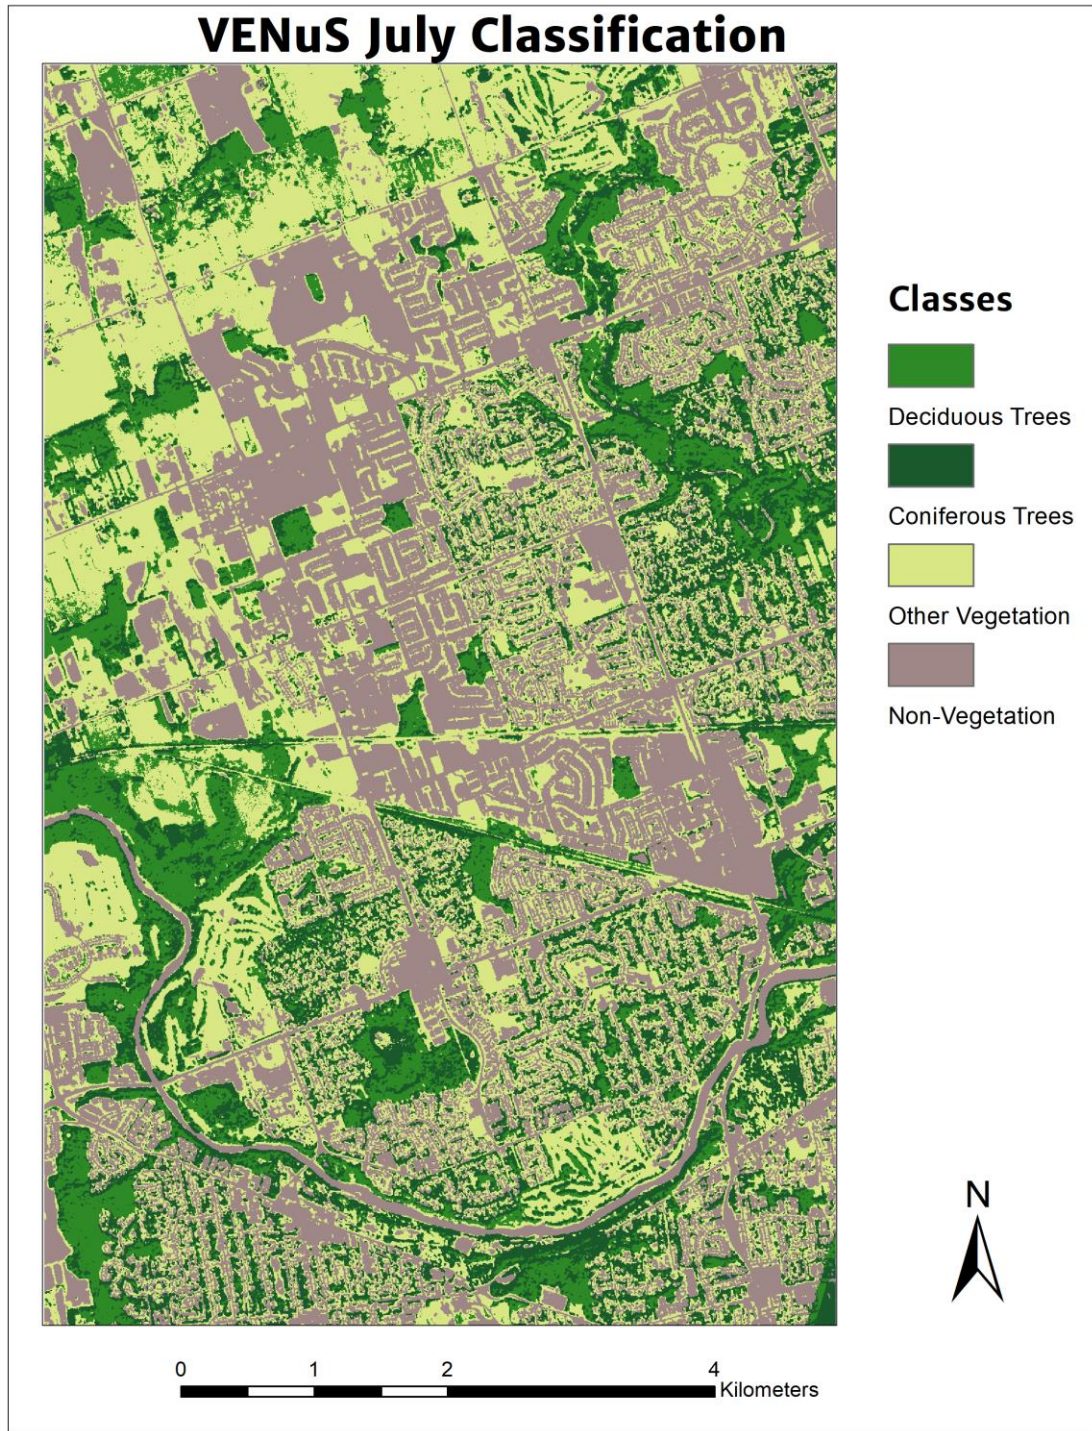 VENuS July Classification
Classes
Deciduous Trees
Coniferous Trees
Other Vegetation
Non-Vegetation
N
0 1 2 4
Kilometers